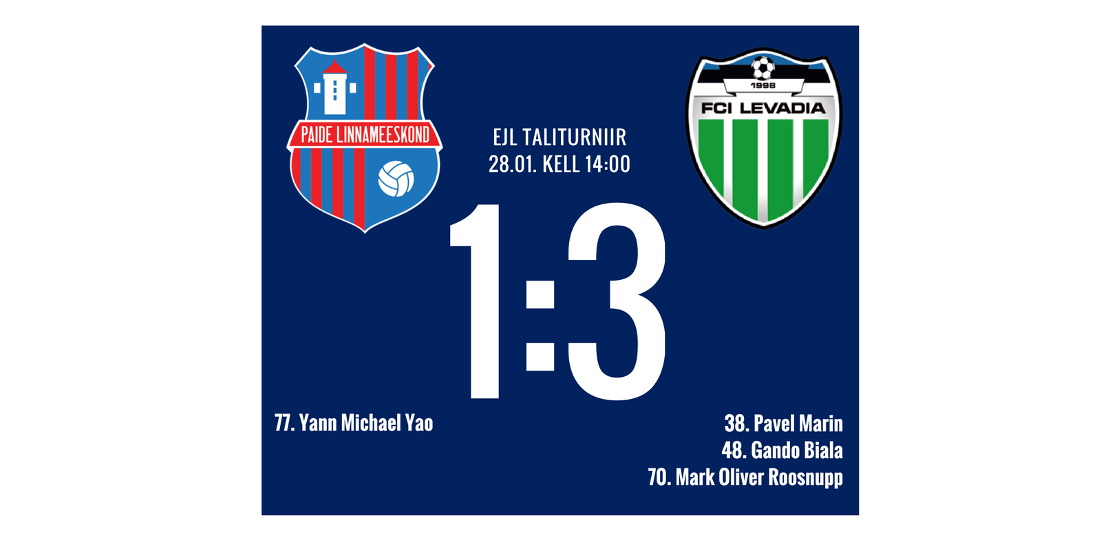 PAIDE LINNAMEESKOND
1998
FCI LEVADIA
EJL TALITURNIIR
28.01. KELL 14:00
1:3
77. Yann Michael Yao
38. Pavel Marin
48. Gando Biala
70. Mark Oliver Roosnupp